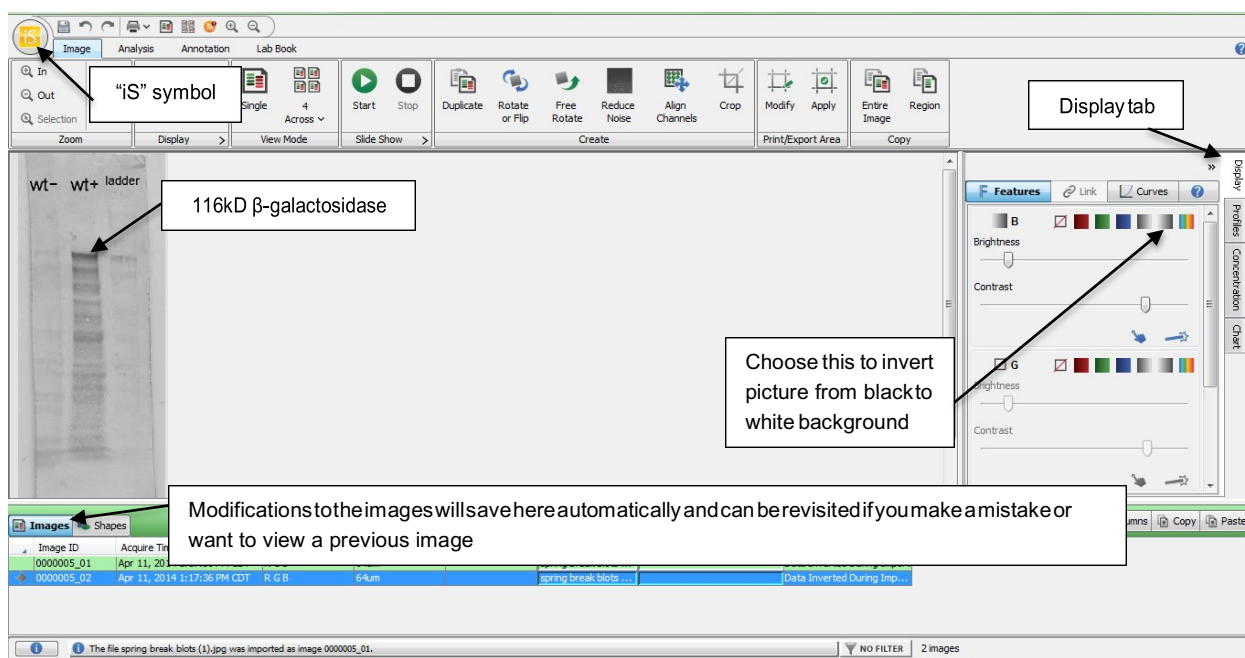 iS
Image Analysis Annotation Lab Book
In
Out
Selection
Zoom
"iS" symbol
Display >
Single
4 Across
View Mode
Start
Stop
Slide Show >
Duplicate
Rotate or Flip
Free Rotate
Reduce Noise
Align Channels
Crop
Create
Modify
Apply
Print/Export Area
Entire Image
Region
Copy
Display tab
wt- wt+ ladder
116kD β-galactosidase
»
Display
Profiles
Concentration
Chart
F Features Link Curves
B
Brightness
Contrast
G
Brightness
Contrast
Choose this to invert
picture from black to
white background
Modifications to the images will save here automatically and can be revisited if you make a mistake or
want to view a previous image
Images Shapes
Copy Paste
Image ID
0000005_01
0000005_02 Apr 11, 2014 1:17:36 PM CDT R G B 64um spring break blots ... Data Inverted During Imp...
The file spring break blots (1).jpg was imported as image 0000005_01.
NO FILTER 2 images